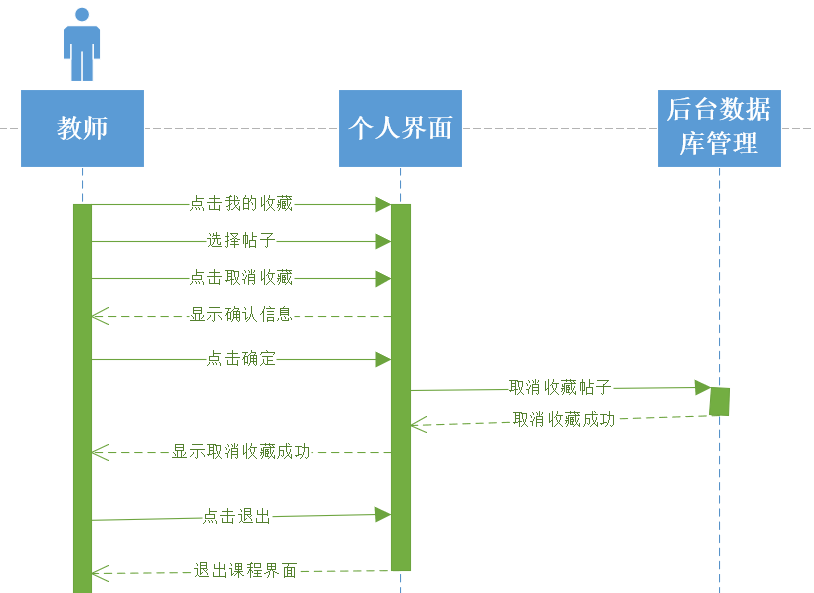 教师
个人界面
后台数据
库管理
点击我的收藏
选择帖子
点击取消收藏
显示确认信息
点击确定
取消收藏帖子
取消收藏成功
显示取消收藏成功
点击退出
退出课程界面